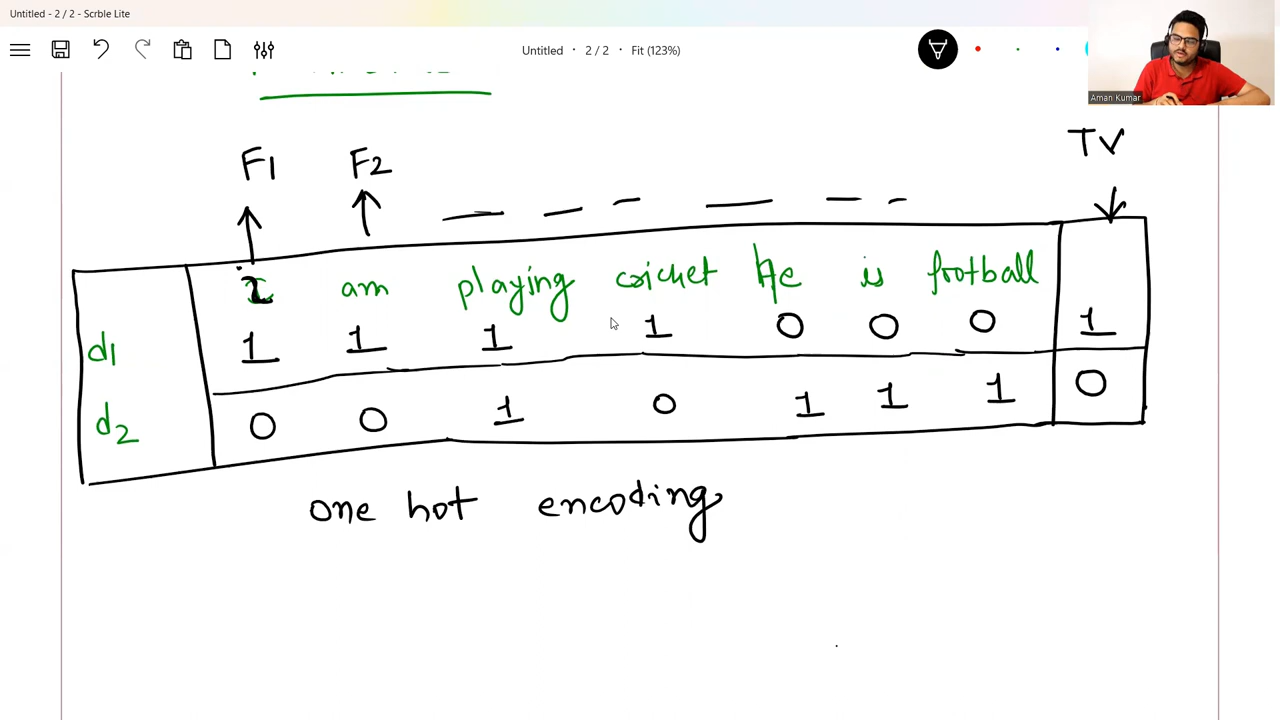 Untitled - 2 / 2 - Scrble Lite
Untitled • 2 / 2 • Fit (123%)
Aman Kumar
F1 F2 TV
I am playing cricket He is football
d1 1 1 1 1 0 0 0 1
d2 0 0 1 0 1 1 1 0
one hot encoding